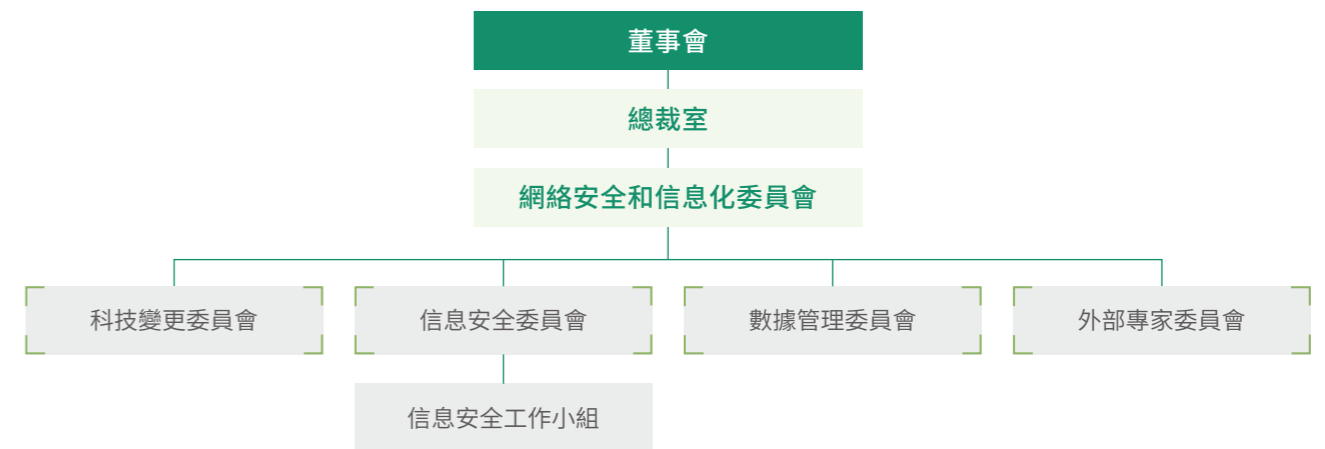 董事會
總裁室
網絡安全和信息化委員會
科技變更委員會
信息安全委員會
數據管理委員會
外部專家委員會
信息安全工作小組